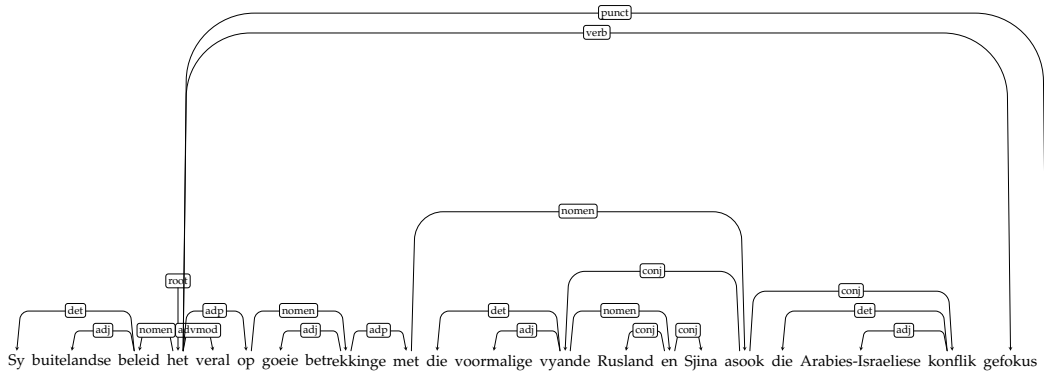 punct
verb
nomen
root
conj
conj
det adp nomen det nomen det
adj nomen advmod adj adp adj conj conj adj
Sy buitelandse beleid het veral op goeie betrekkinge met die voormalige vyande Rusland en Sjina asook die Arabies-Israeliese konflik gefokus